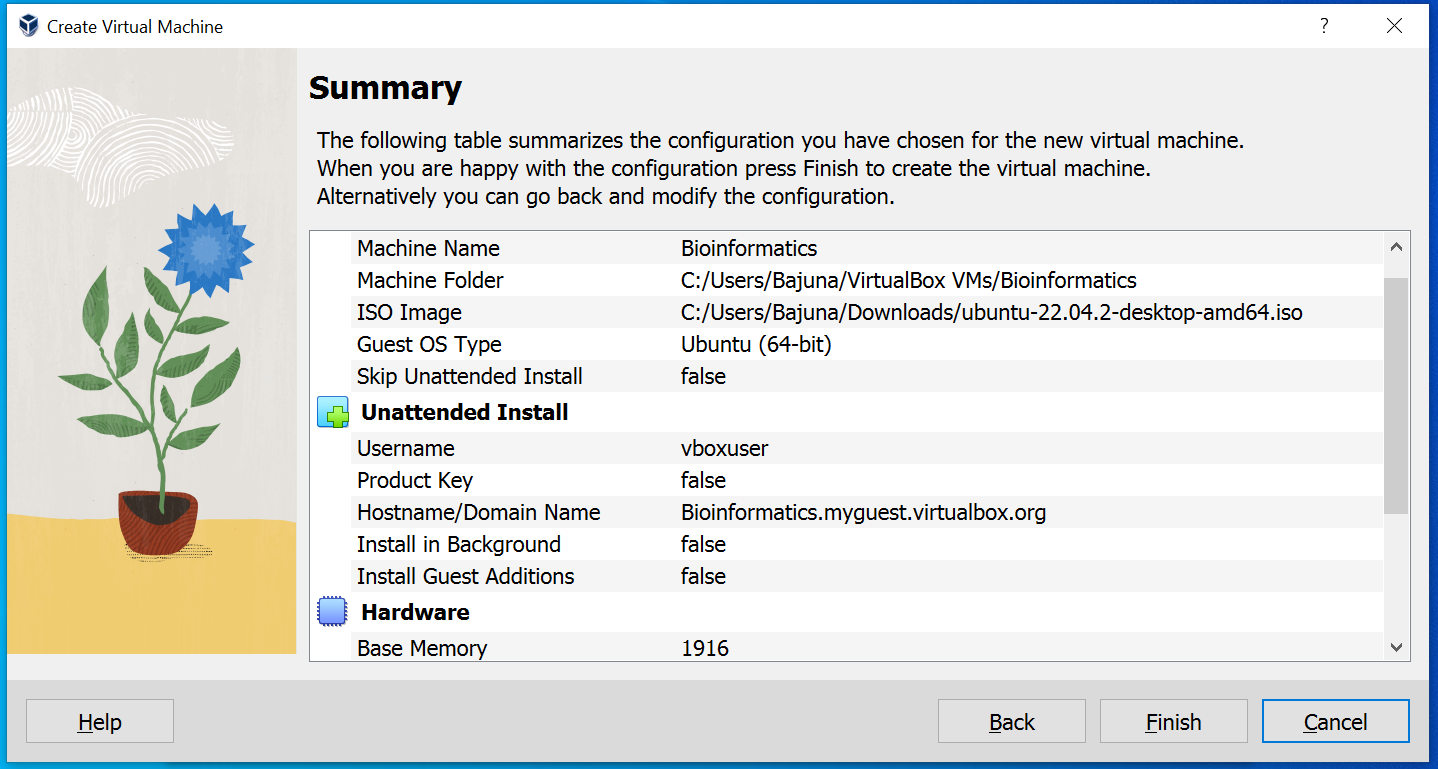 Create Virtual Machine
?
Summary
The following table summarizes the configuration you have chosen for the new virtual machine.
When you are happy with the configuration press Finish to create the virtual machine.
Alternatively you can go back and modify the configuration.
Machine Name Bioinformatics
Machine Folder C:/Users/Bajuna/VirtualBox VMs/Bioinformatics
ISO Image C:/Users/Bajuna/Downloads/ubuntu-22.04.2-desktop-amd64.iso
Guest OS Type Ubuntu (64-bit)
Skip Unattended Install false
Unattended Install
Username vboxuser
Product Key false
Hostname/Domain Name Bioinformatics.myguest.virtualbox.org
Install in Background false
Install Guest Additions false
Hardware
Base Memory 1916
Help Back Finish Cancel